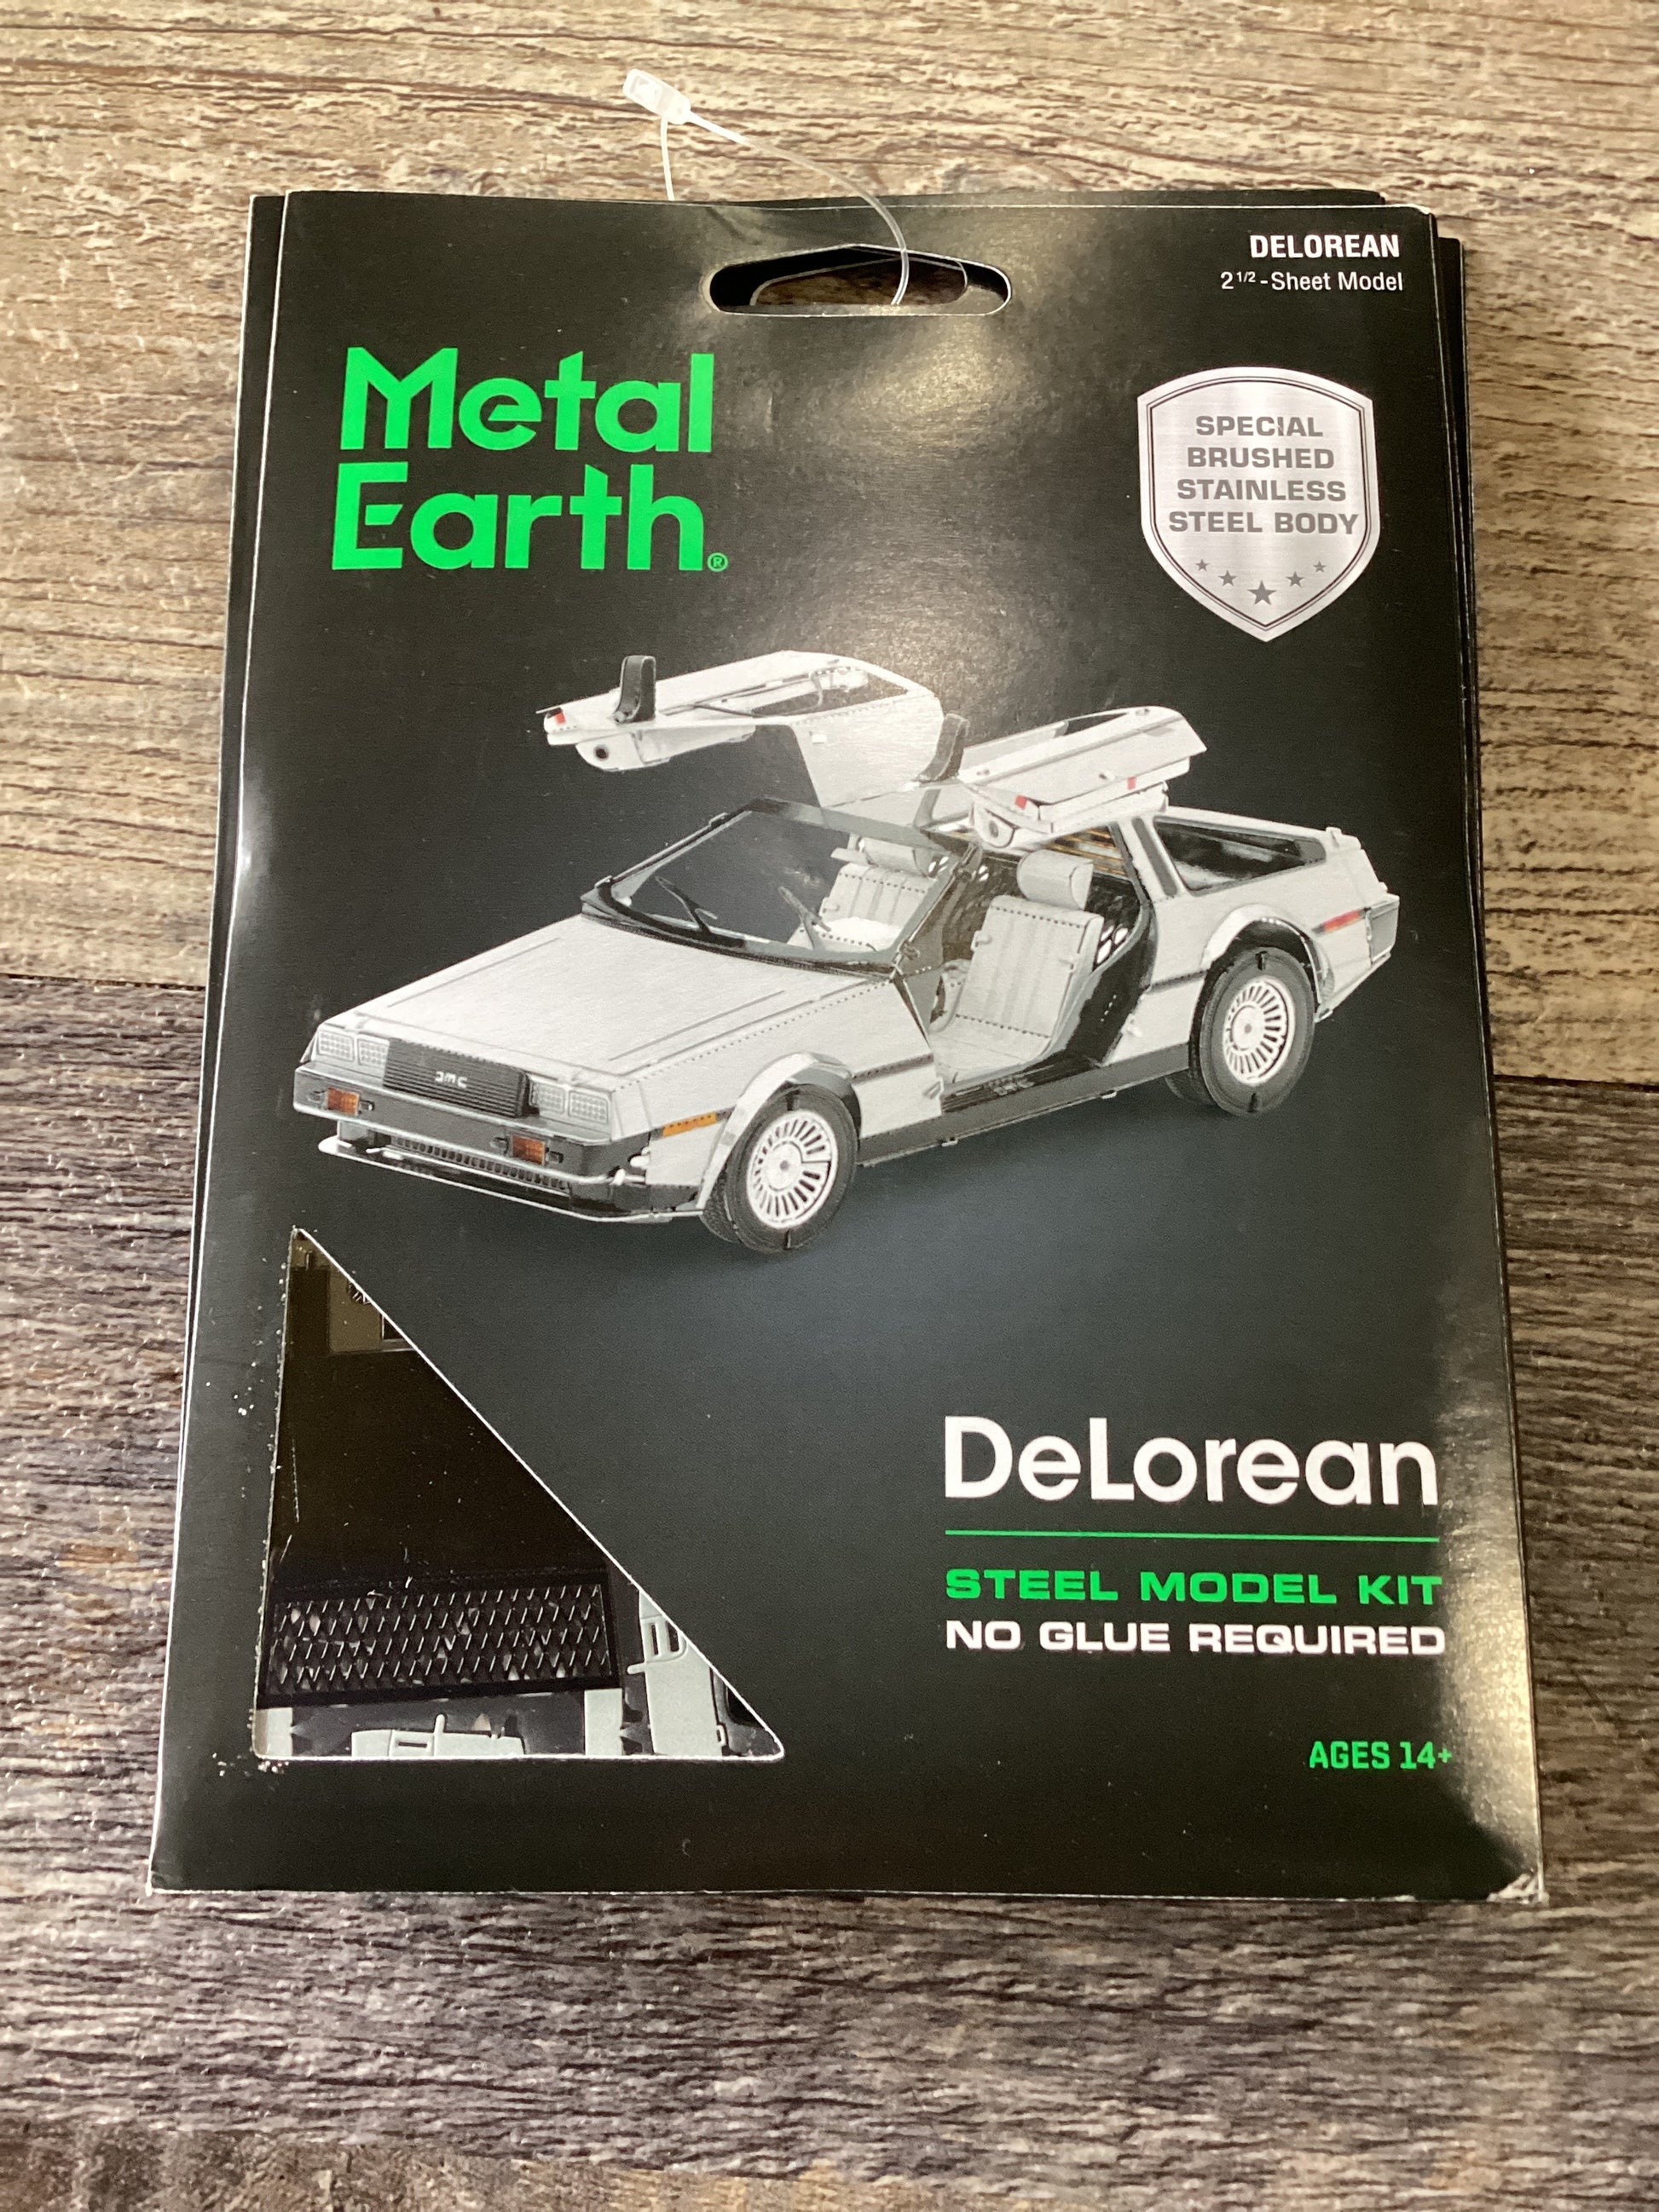 DELOREAN
2 1/2 - Sheet Model
Metal
Earth®
SPECIAL
BRUSHED
STAINLESS
STEEL BODY
DMC
DeLorean
STEEL MODEL KIT
NO GLUE REQUIRED
AGES 14+